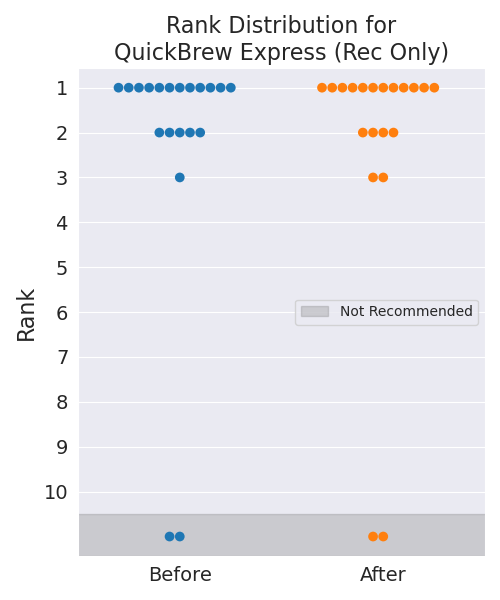 Rank Distribution for
QuickBrew Express (Rec Only)
1
2
3
4
5
6
7
8
9
10
Rank
Not Recommended
Before
After